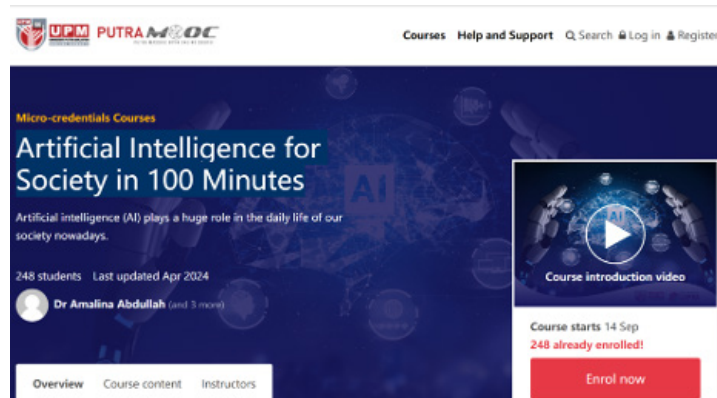 UPM PUTRA MOOC
Courses Help and Support Search Log in Register
Micro-credentials Courses
Artificial Intelligence for
Society in 100 Minutes
Artificial intelligence (AI) plays a huge role in the daily life of our
society nowadays.
248 students Last updated Apr 2024
Dr Amalina Abdullah (and 3 more)
AI
AI
Course introduction video
Course starts 14 Sep
248 already enrolled!
Enrol now
Overview Course content Instructors